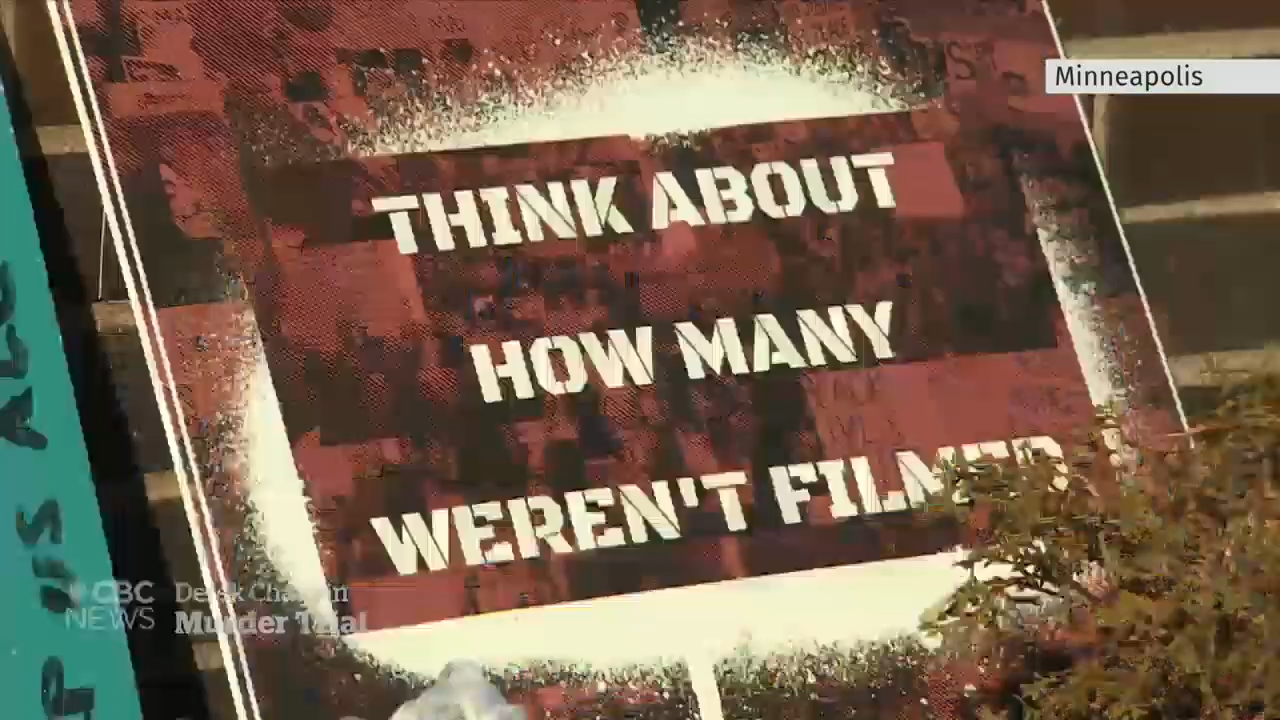 Minneapolis
THINK ABOUT
HOW MANY
WEREN'T FILMED
CBC
NEWS
Derek Chauvin
Murder Trial